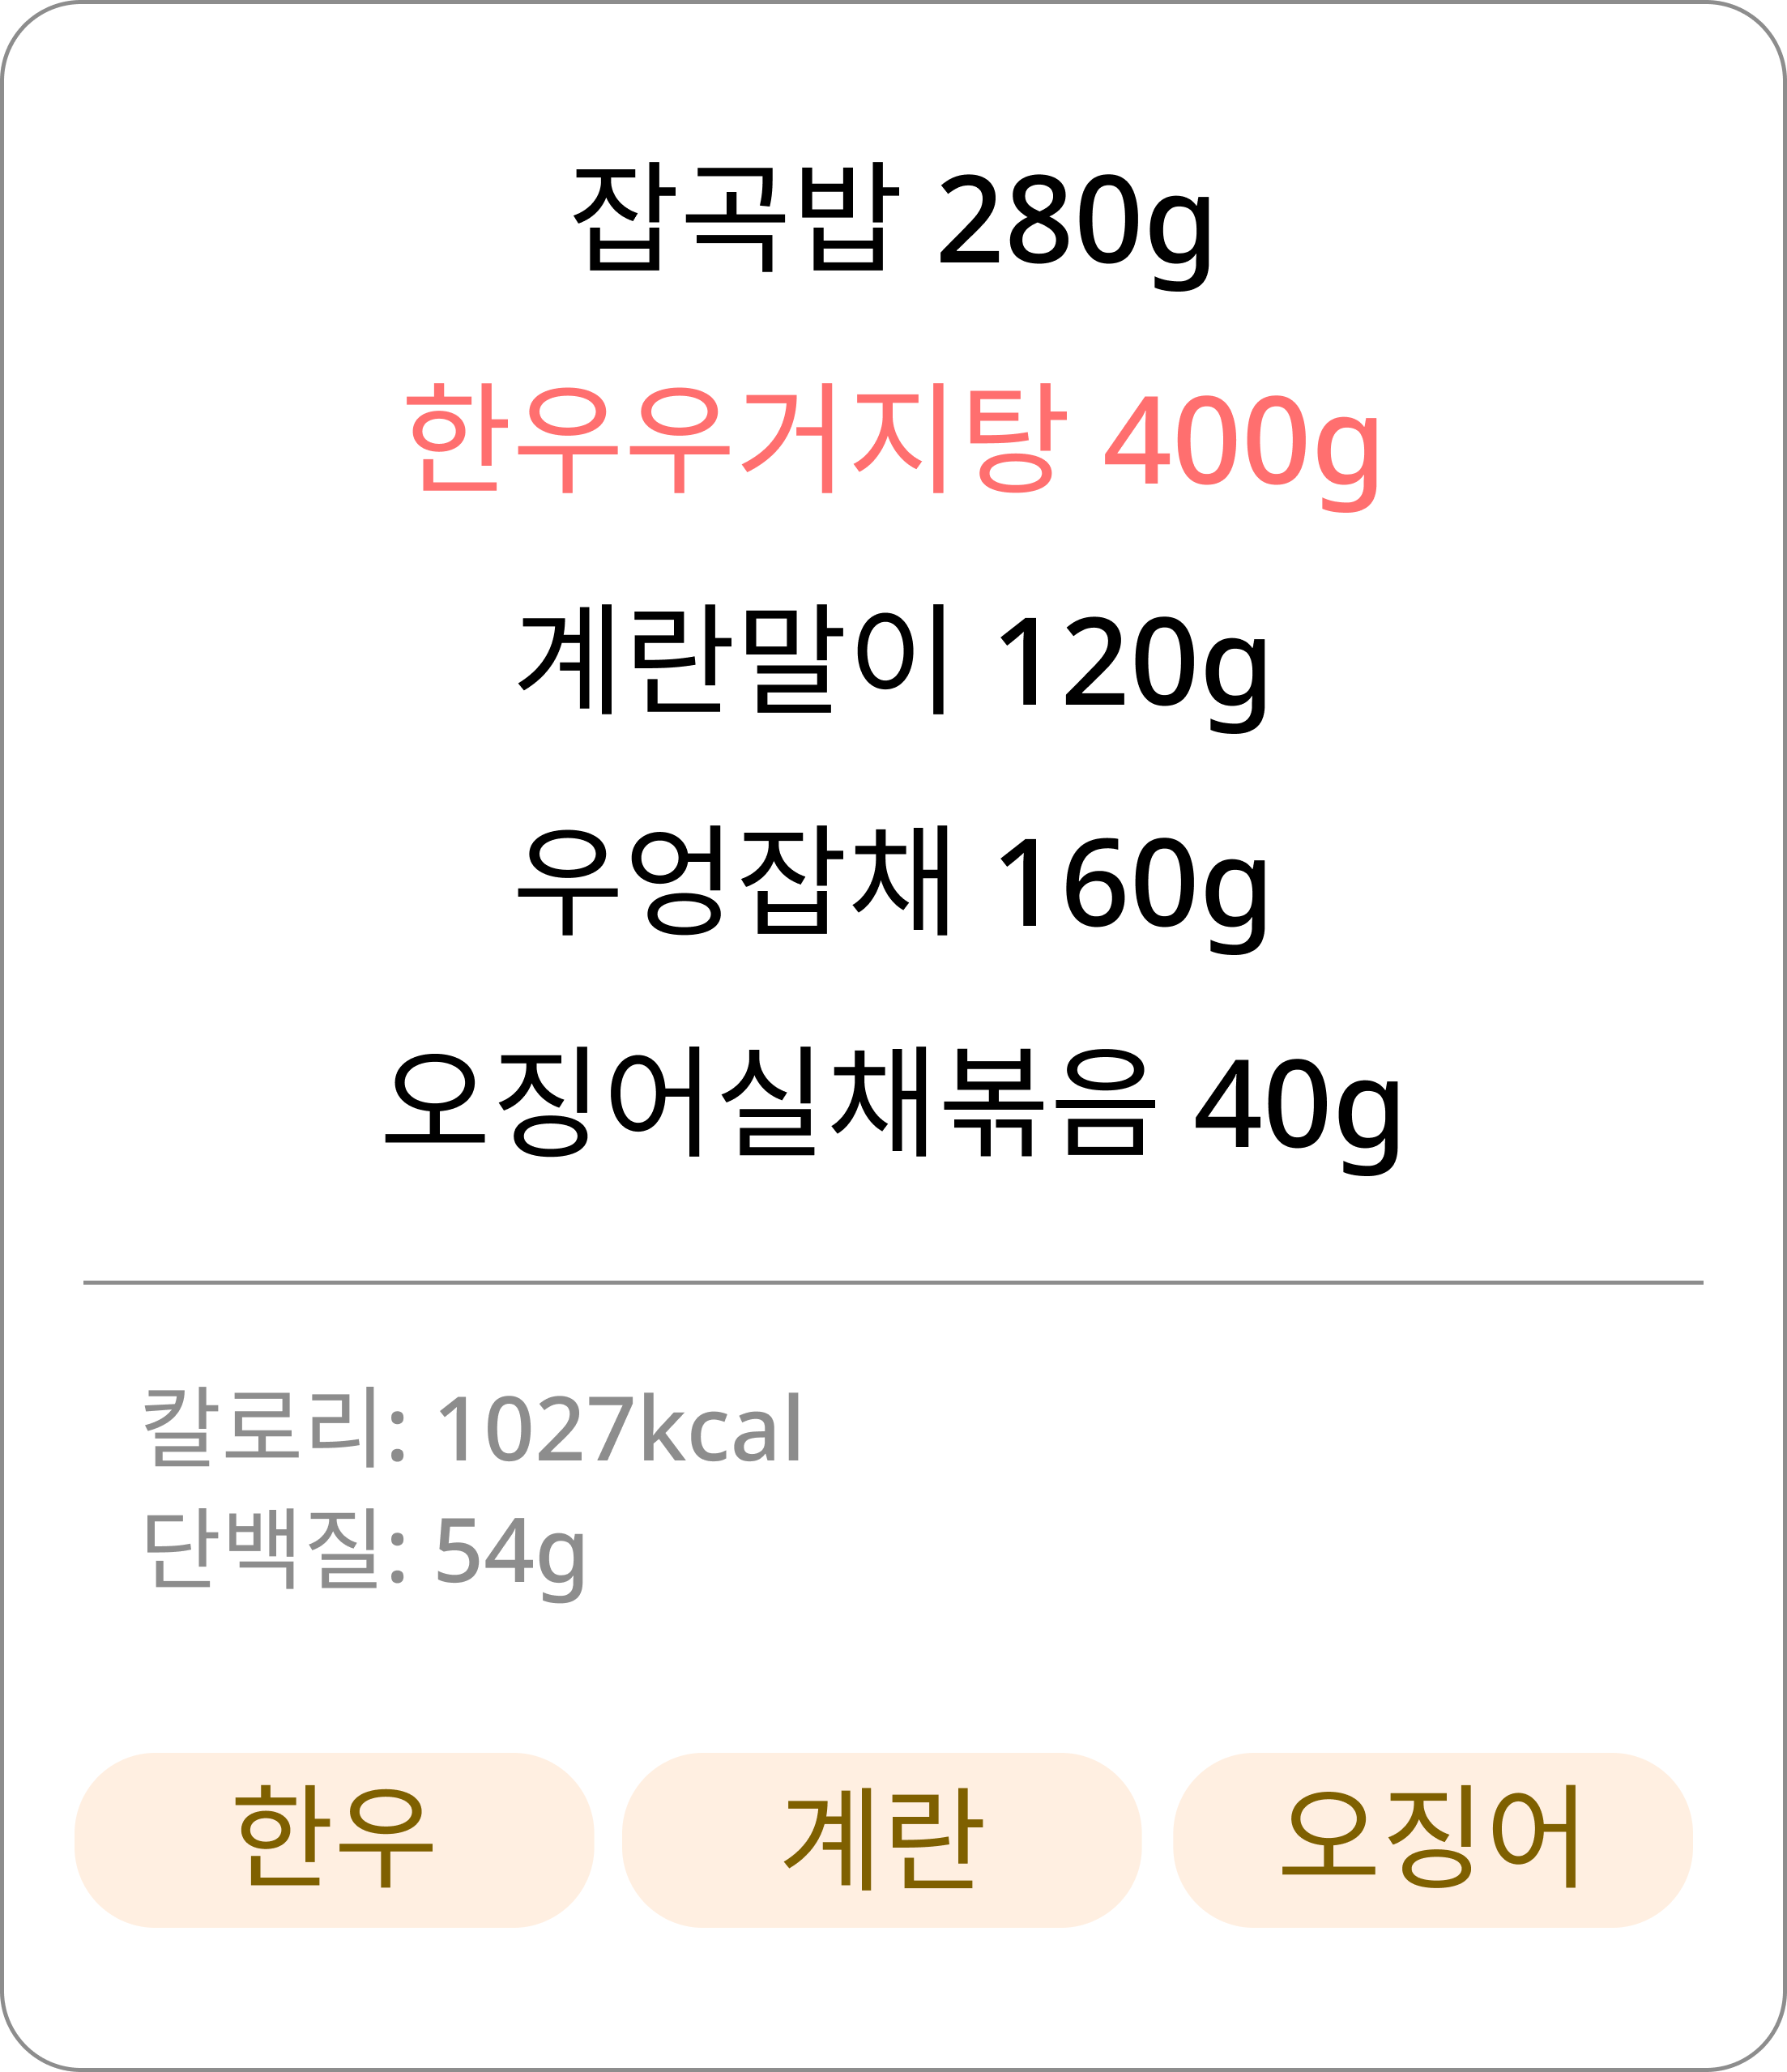 잡곡밥 280g
한우우거지탕 400g
계란말이 120g
우엉잡채 160g
오징어실채볶음 40g
칼로리: 1027kcal
단백질: 54g
한우 계란 오징어